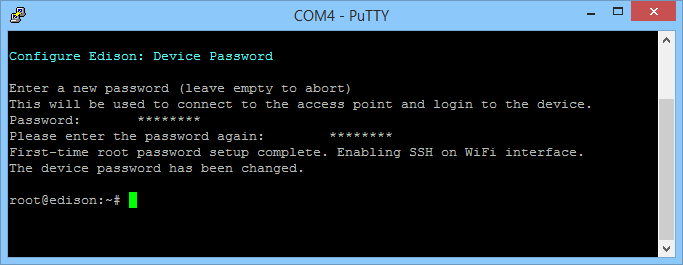 COM4 - PuTTY
Configure Edison: Device Password
Enter a new password (leave empty to abort)
This will be used to connect to the access point and login to the device.
Password: ********
Please enter the password again: ********
First-time root password setup complete. Enabling SSH on WiFi interface.
The device password has been changed.
root@edison:~#